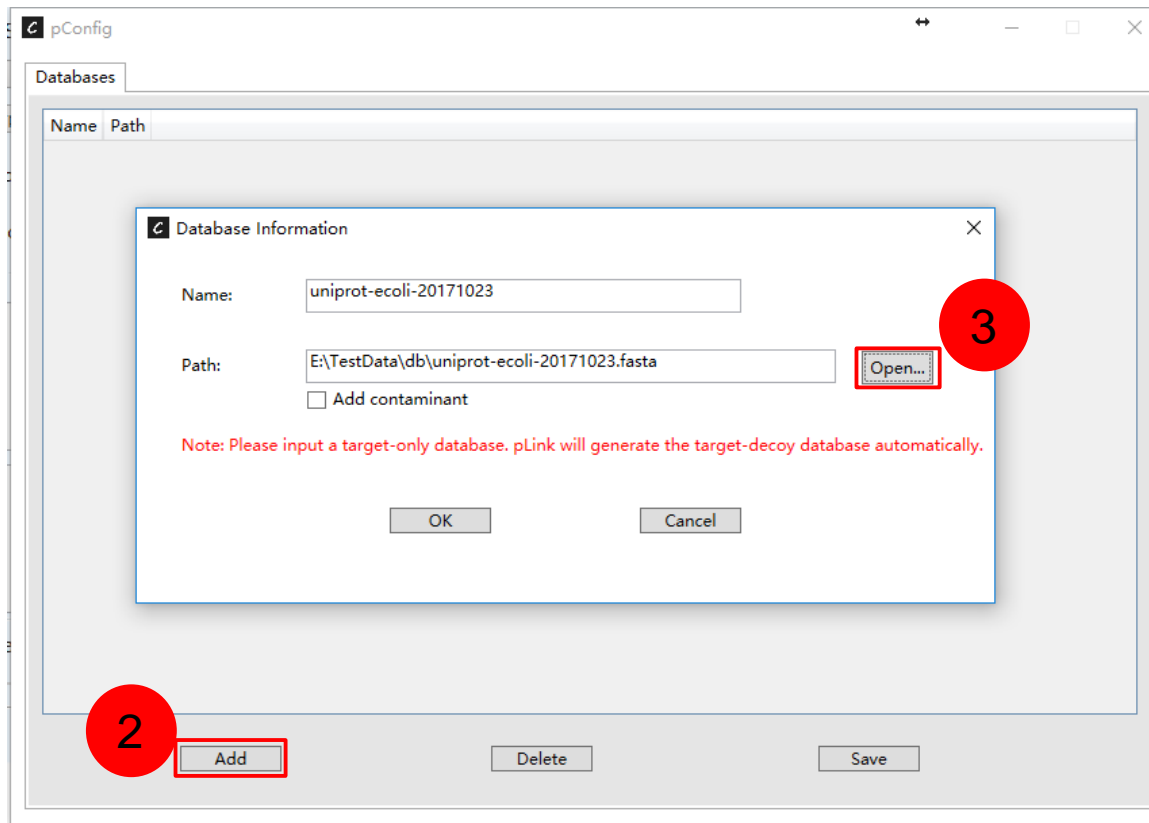 pConfig
Databases
Name Path
Database Information
Name: uniprot-ecoli-20171023
3
Path: E:\TestData\db\uniprot-ecoli-20171023.fasta Open...
Add contaminant
Note: Please input a target-only database. pLink will generate the target-decoy database automatically.
OK Cancel
2
Add Delete Save